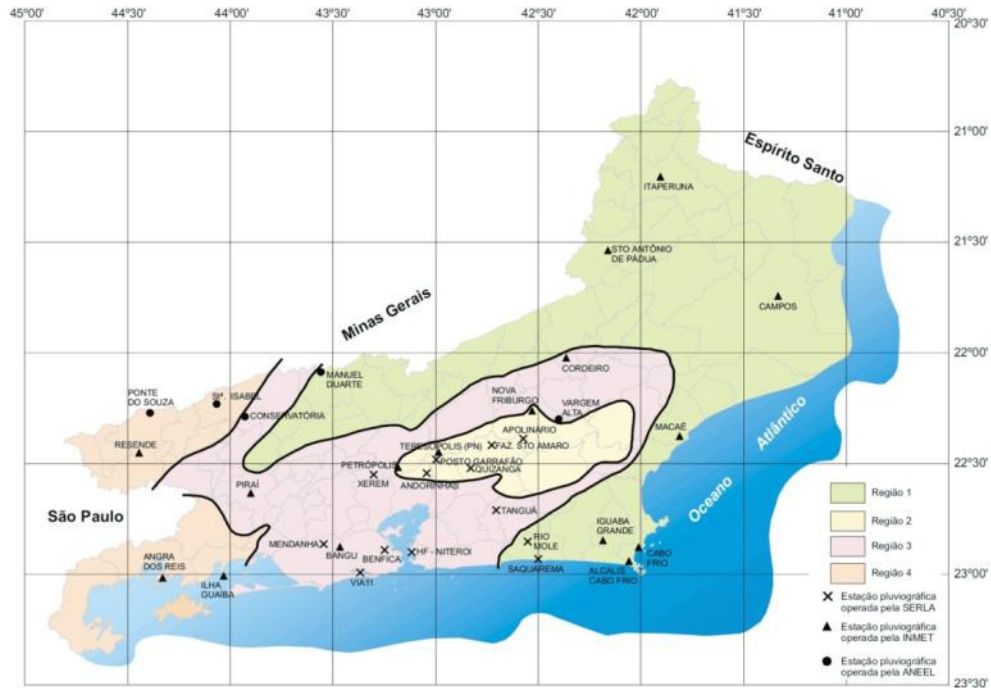 45°00' 44°30' 44°00' 43°30' 43°00' 42°30' 42°00' 41°30' 41°00' 40°30'
20°30'
21°00'
Espírito Santo
ITAPERUNA
21°30'
STO ANTÔNIO
DE PÁDUA
CAMPOS
Minas Gerais
22°00'
CORDEIRO
MANUEL
DUARTE
PONTE
DO SOUZA
Stª. ISABEL
CONSERVATÓRIA
NOVA
FRIBURGO
VARGEM
ALTA
APOLINÁRIO
MACAÉ
Atlântico
RESENDE
TERESÓPOLIS (PN)
FAZ. STO AMARO
POSTO GARRAFÃO
PETRÓPOLIS
QUIZANGA
22°30'
XEREM
ANDORINHAS
PIRAÍ
Oceano
São Paulo
TANGUÁ
IGUABA
GRANDE
RIO
MOLE
MENDANHA
BANGU
BENFICA
HF - NITEROI
CABO
FRIO
ANGRA
DOS REIS
ILHA
GUAÍBA
VIA11
SAQUAREMA
ALCALIS
CABO FRIO
23°00'
Região 1
Região 2
Região 3
Região 4
Estação pluviográfica
operada pela SERLA
Estação pluviográfica
operada pela INMET
Estação pluviográfica
operada pela ANEEL
23°30'